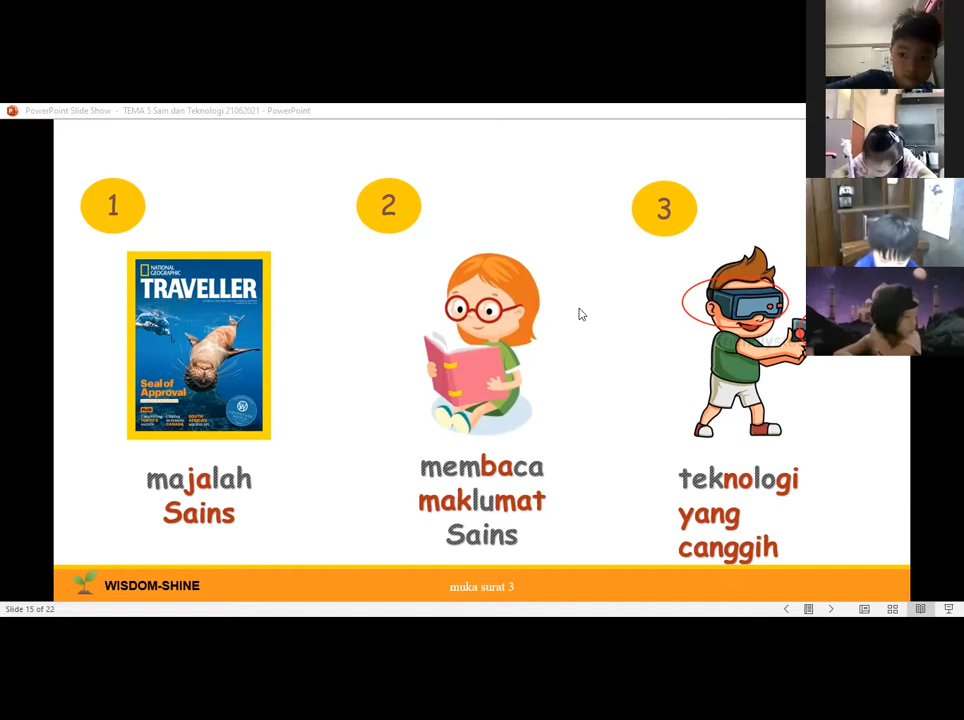 PowerPoint Slide Show - TEMA 5 Sain dan Teknologi 21062021 - PowerPoint
1
2
3
NATIONAL
GEOGRAPHIC
TRAVELLER
Seal of
Approval
PLUS
majalah
Sains
membaca
maklumat
Sains
teknologi
yang
canggih
WISDOM-SHINE
muka surat 3
Slide 15 of 22